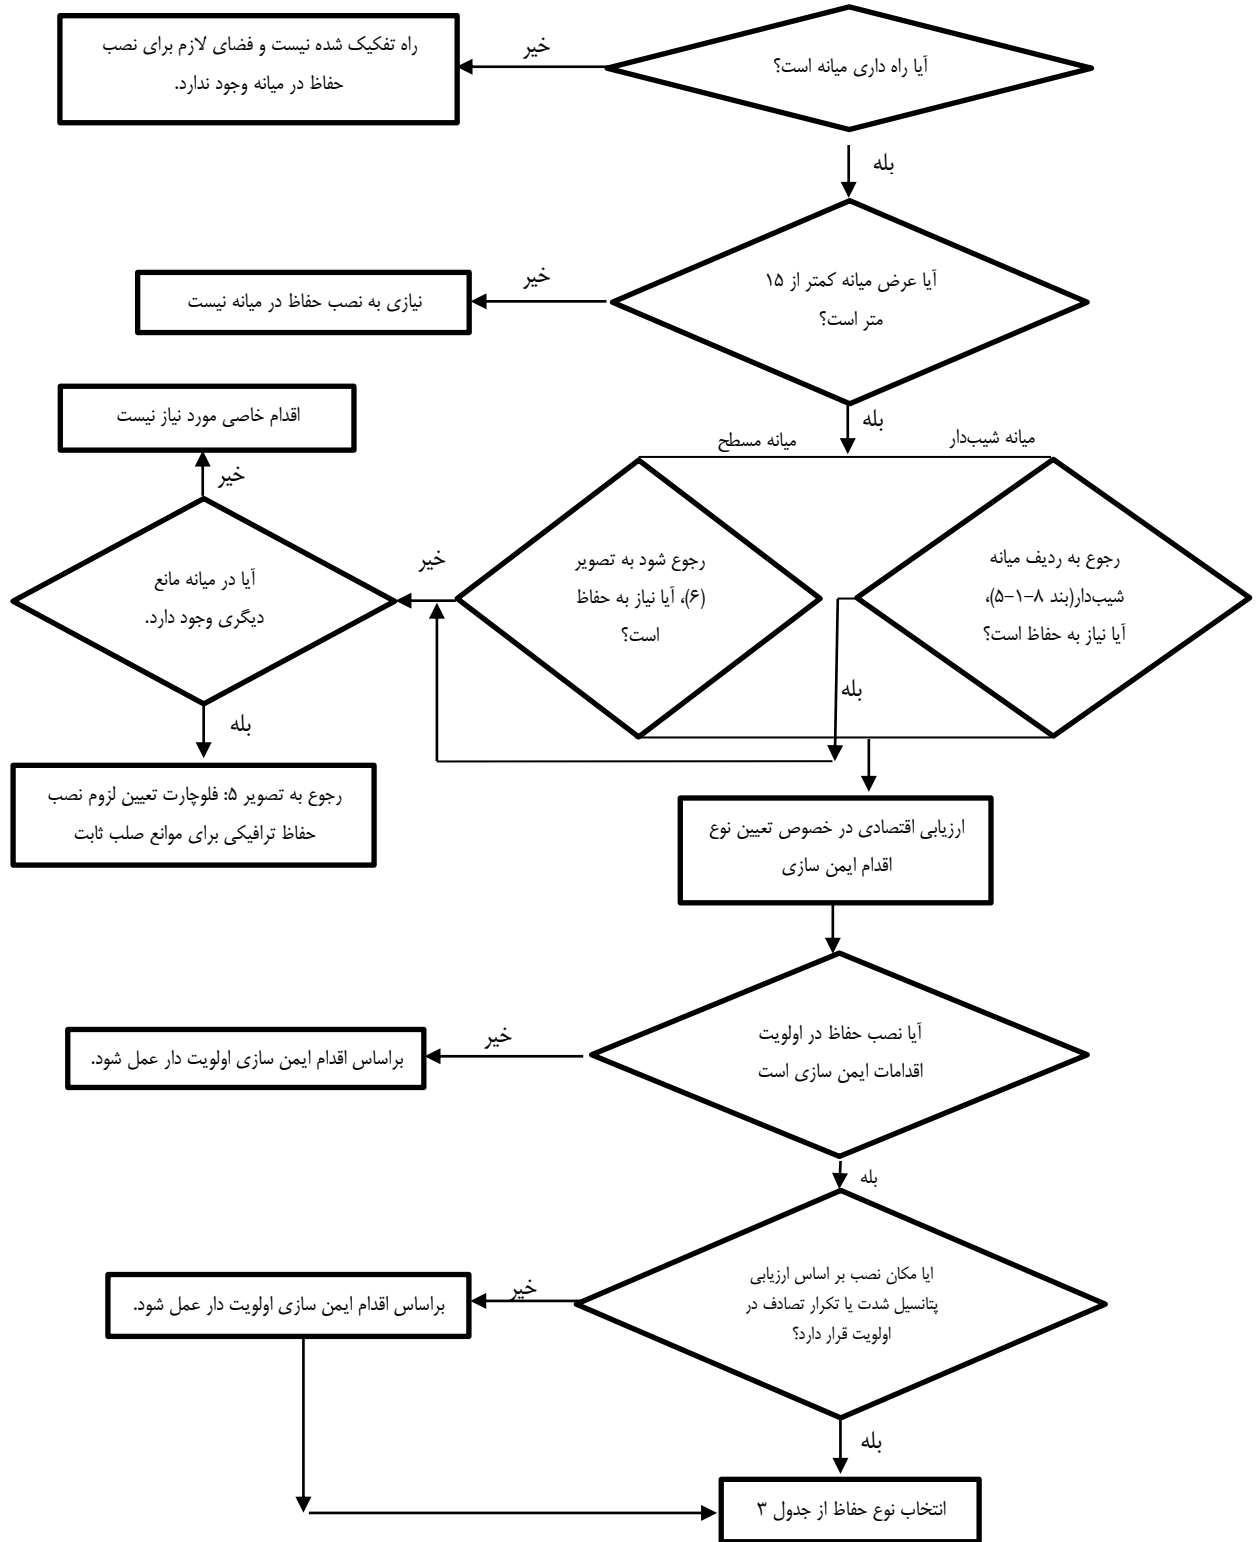 آیا راه داری میانه است؟
خیر
راه تفکیک شده نیست و فضای لازم برای نصب
حفاظ در میانه وجود ندارد.
بله
آیا عرض میانه کمتر از ۱۵
متر است؟
خیر
نیازی به نصب حفاظ در میانه نیست
بله
میانه شیب‌دار
میانه مسطح
رجوع به ردیف میانه
شیب‌دار(بند ۸-۱-۵)،
آیا نیاز به حفاظ است؟
رجوع شود به تصویر
(۶)، آیا نیاز به حفاظ
است؟
خیر
بله
آیا در میانه مانع
دیگری وجود دارد.
خیر
اقدام خاصی مورد نیاز نیست
بله
رجوع به تصویر ۵: فلوچارت تعیین لزوم نصب
حفاظ ترافیکی برای موانع صلب ثابت
ارزیابی اقتصادی در خصوص تعیین نوع
اقدام ایمن سازی
آیا نصب حفاظ در اولویت
اقدامات ایمن سازی است
خیر
براساس اقدام ایمن سازی اولویت دار عمل شود.
بله
ایا مکان نصب بر اساس ارزیابی
پتانسیل شدت یا تکرار تصادف در
اولویت قرار دارد؟
خیر
براساس اقدام ایمن سازی اولویت دار عمل شود.
بله
انتخاب نوع حفاظ از جدول ۳